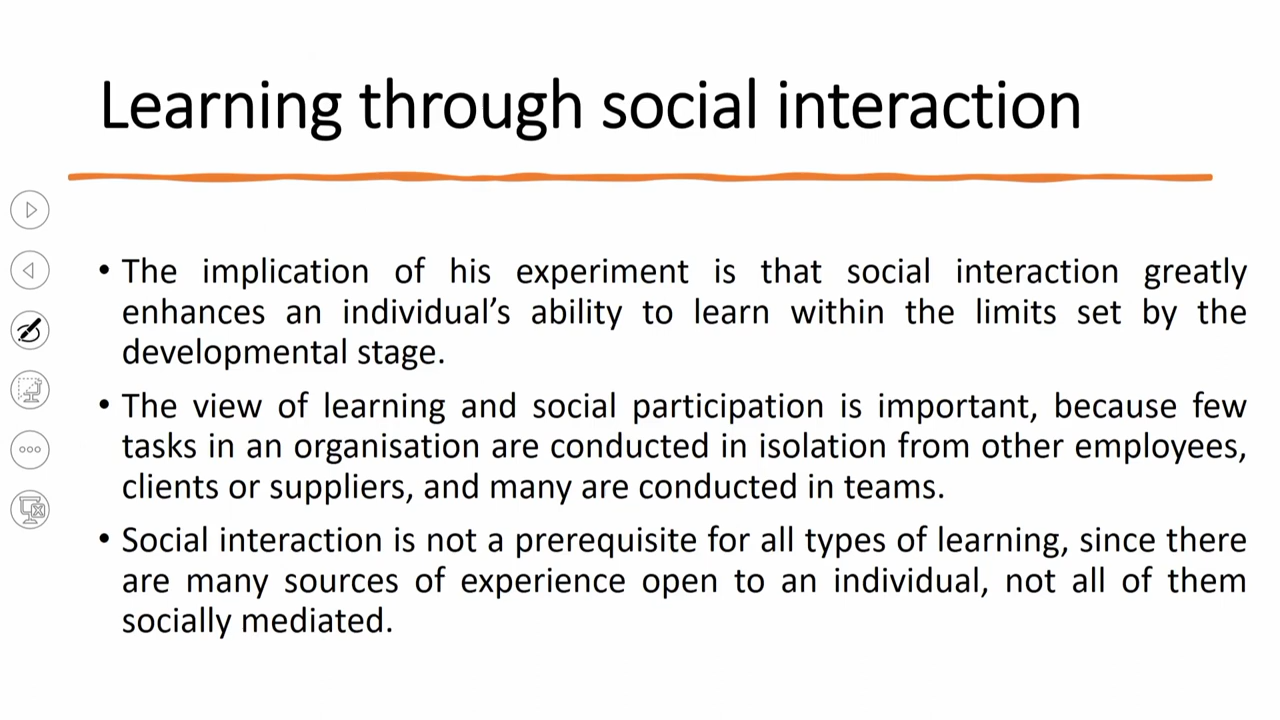 Learning through social interaction
• The implication of his experiment is that social interaction greatly
enhances an individual’s ability to learn within the limits set by the
developmental stage.
• The view of learning and social participation is important, because few
tasks in an organisation are conducted in isolation from other employees,
clients or suppliers, and many are conducted in teams.
• Social interaction is not a prerequisite for all types of learning, since there
are many sources of experience open to an individual, not all of them
socially mediated.